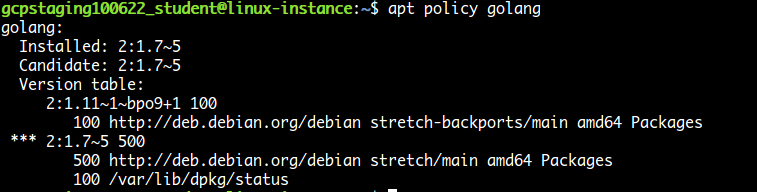 gcpstaging100622_student@linux-instance:~$ apt policy golang
golang:
  Installed: 2:1.7~5
  Candidate: 2:1.7~5
  Version table:
     2:1.11~1~bpo9+1 100
        100 http://deb.debian.org/debian stretch-backports/main amd64 Packages
 *** 2:1.7~5 500
        500 http://deb.debian.org/debian stretch/main amd64 Packages
        100 /var/lib/dpkg/status